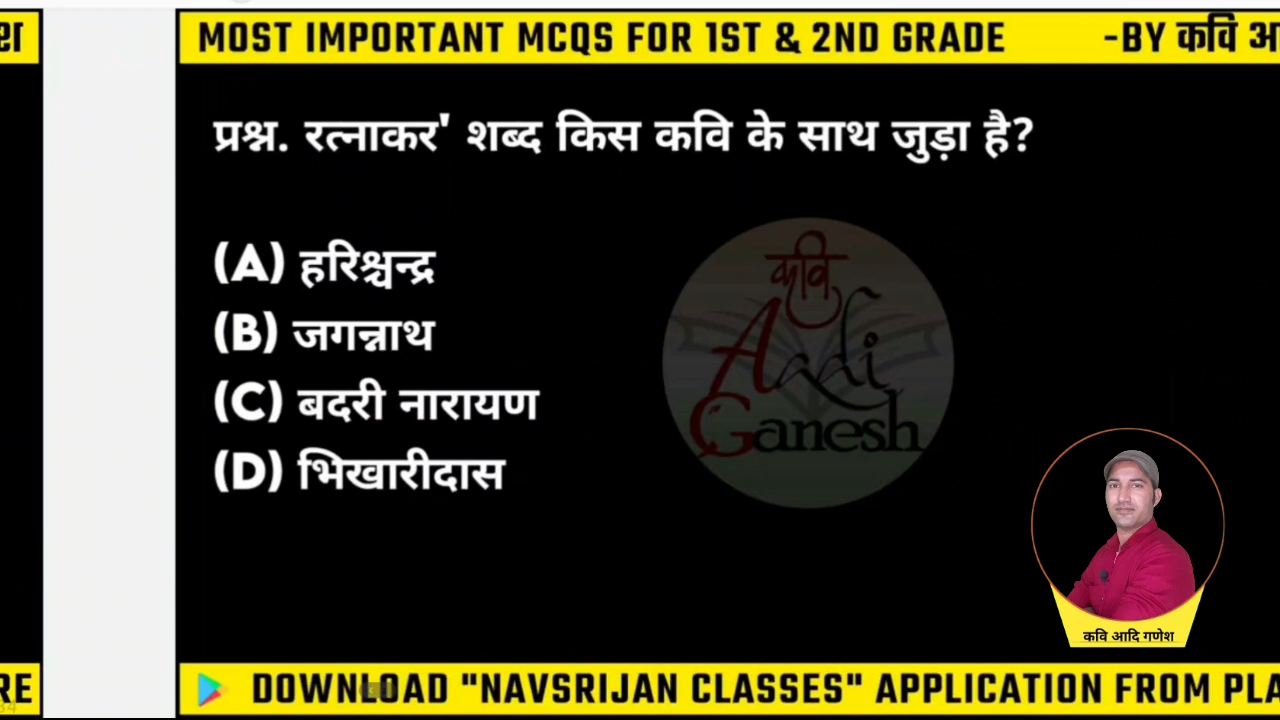 MOST IMPORTANT MCQS FOR 1ST & 2ND GRADE -BY कवि
प्रश्न. रत्नाकर' शब्द किस कवि के साथ जुड़ा है?
(A) हरिश्चन्द्र
(B) जगन्नाथ
(C) बदरी नारायण
(D) भिखारीदास
कवि
Aadi
Ganesh
कवि आदि गणेश
RE
DOWNLOAD "NAVSRIJAN CLASSES" APPLICATION FROM PLA